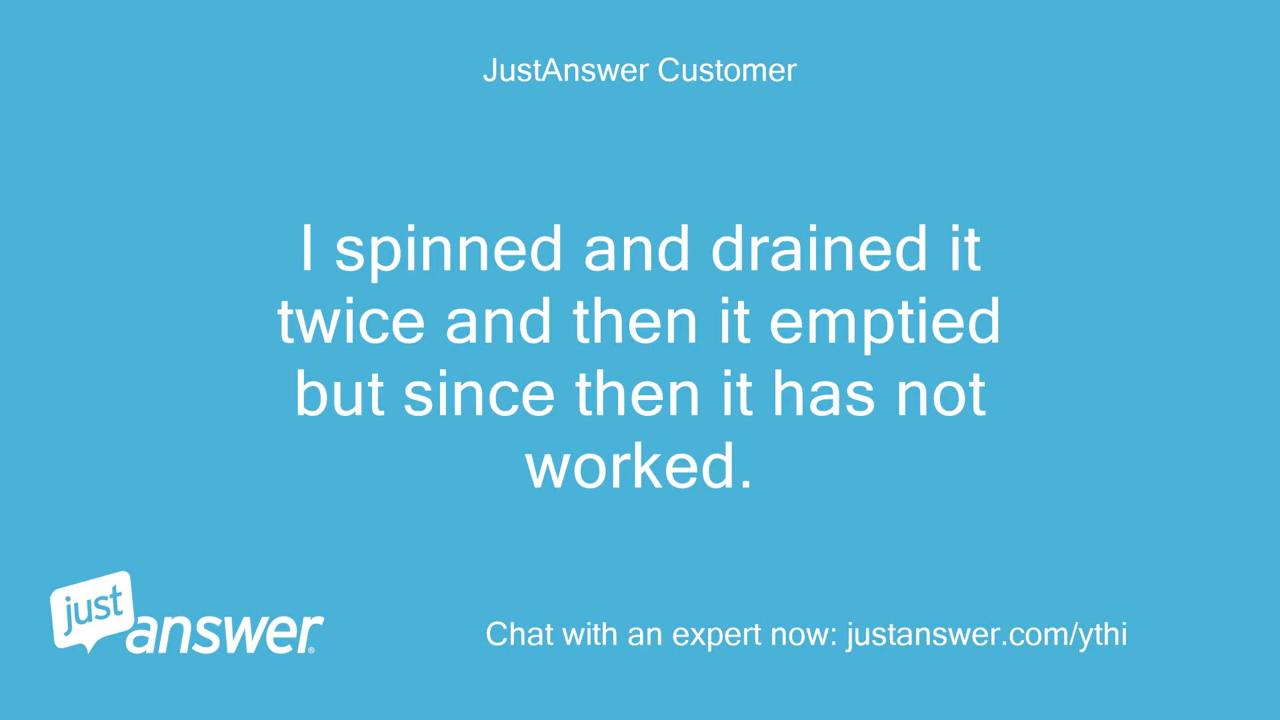 JustAnswer Customer
I spinned and drained it
twice and then it emptied
but since then it has not
worked.
just
answer®
Chat with an expert now: justanswer.com/ythi